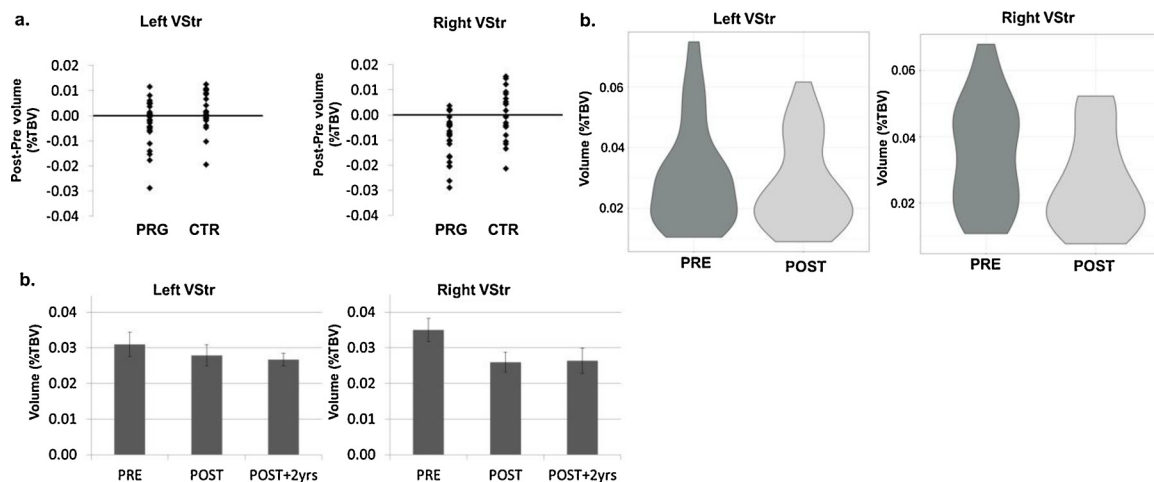 a.
Left VStr
Post-Pre volume
(%TBV)
0.02
0.01
0.00
-0.01
-0.02
-0.03
-0.04
PRG CTR
Right VStr
Post-Pre volume
(%TBV)
0.02
0.01
0.00
-0.01
-0.02
-0.03
-0.04
PRG CTR
b.
Left VStr
Volume (%TBV)
0.06
0.04
0.02
PRE POST
Right VStr
Volume (%TBV)
0.06
0.04
0.02
PRE POST
b.
Left VStr
Volume (%TBV)
0.04
0.03
0.02
0.01
0.00
PRE POST POST+2yrs
Right VStr
Volume (%TBV)
0.04
0.03
0.02
0.01
0.00
PRE POST POST+2yrs